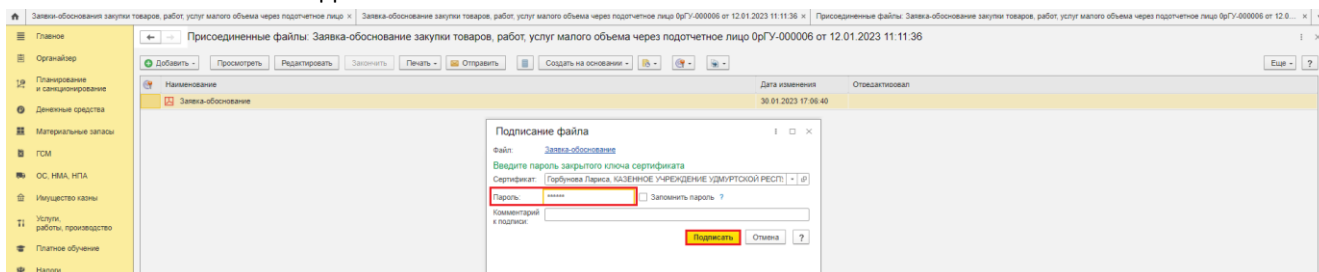 Заявки-обоснования закупки товаров, работ, услуг малого объема через подотчетное лицо × Заявка-обоснование закупки товаров, работ, услуг малого объема через подотчетное лицо 0рГУ-000006 от 12.01.2023 11:11:36 × Присоединенные файлы: Заявка-обоснование закупки товаров, работ, услуг малого объема через подотчетное лицо 0рГУ-000006 от 12.0... ×
Главное
Присоединенные файлы: Заявка-обоснование закупки товаров, работ, услуг малого объема через подотчетное лицо 0рГУ-000006 от 12.01.2023 11:11:36
Органайзер
Добавить Просмотреть Редактировать Закончить Печать Отправить Создать на основании Еще ?
Планирование
и санкционирование
Наименование Дата изменения Отредактировал
Заявка-обоснование 30.01.2023 17:06:40
Денежные средства
Материальные запасы
ГСМ
ОС, НМА, НПА
Имущество казны
Услуги,
работы, производство
Платное обучение
Налоги
Подписание файла
Файл: Заявка-обоснование
Введите пароль закрытого ключа сертификата
Сертификат: Горбунова Лариса, КАЗЕННОЕ УЧРЕЖДЕНИЕ УДМУРТСКОЙ РЕСП
Пароль: ****** Запомнить пароль ?
Комментарий
к подписи:
Подписать Отмена ?